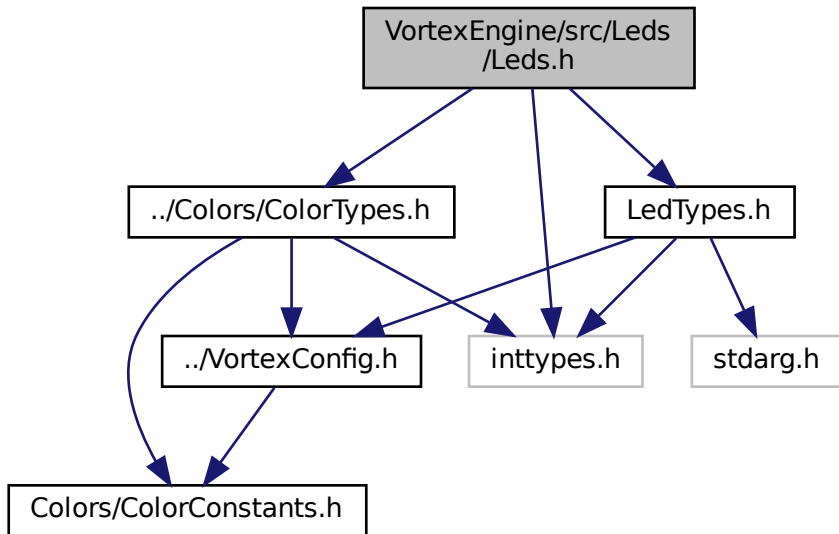 VortexEngine/src/Leds
/Leds.h
../Colors/ColorTypes.h
LedTypes.h
../VortexConfig.h
inttypes.h
stdarg.h
Colors/ColorConstants.h